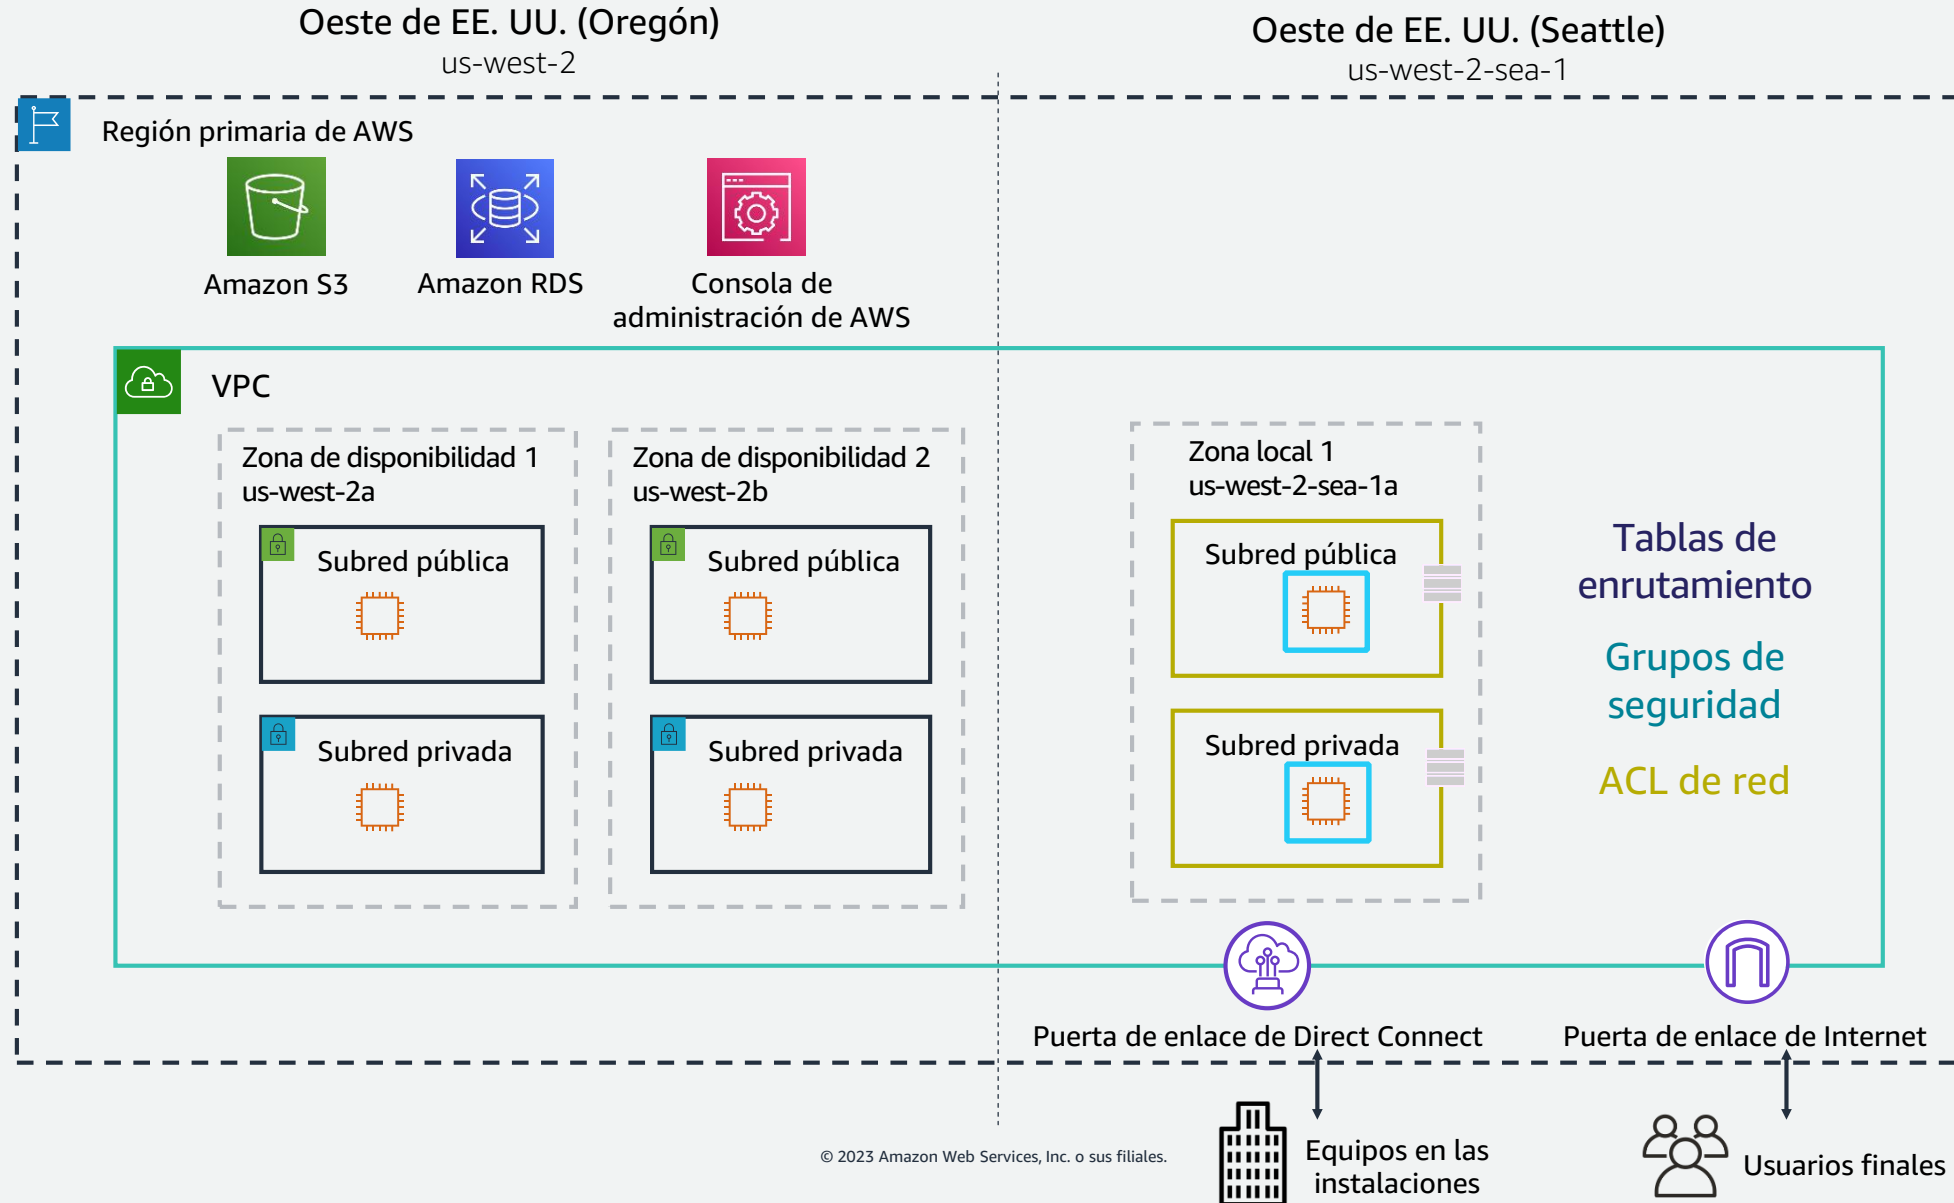 Oeste de EE. UU. (Oregón)
us-west-2
Oeste de EE. UU. (Seattle)
us-west-2-sea-1
Región primaria de AWS
Amazon S3
Amazon RDS
Consola de
administración de AWS
VPC
Zona de disponibilidad 1
us-west-2a
Subred pública
Subred privada
Zona de disponibilidad 2
us-west-2b
Subred pública
Subred privada
Zona local 1
us-west-2-sea-1a
Subred pública
Subred privada
Tablas de
enrutamiento
Grupos de
seguridad
ACL de red
Puerta de enlace de Direct Connect
Puerta de enlace de Internet
Equipos en las
instalaciones
Usuarios finales
© 2023 Amazon Web Services, Inc. o sus filiales.